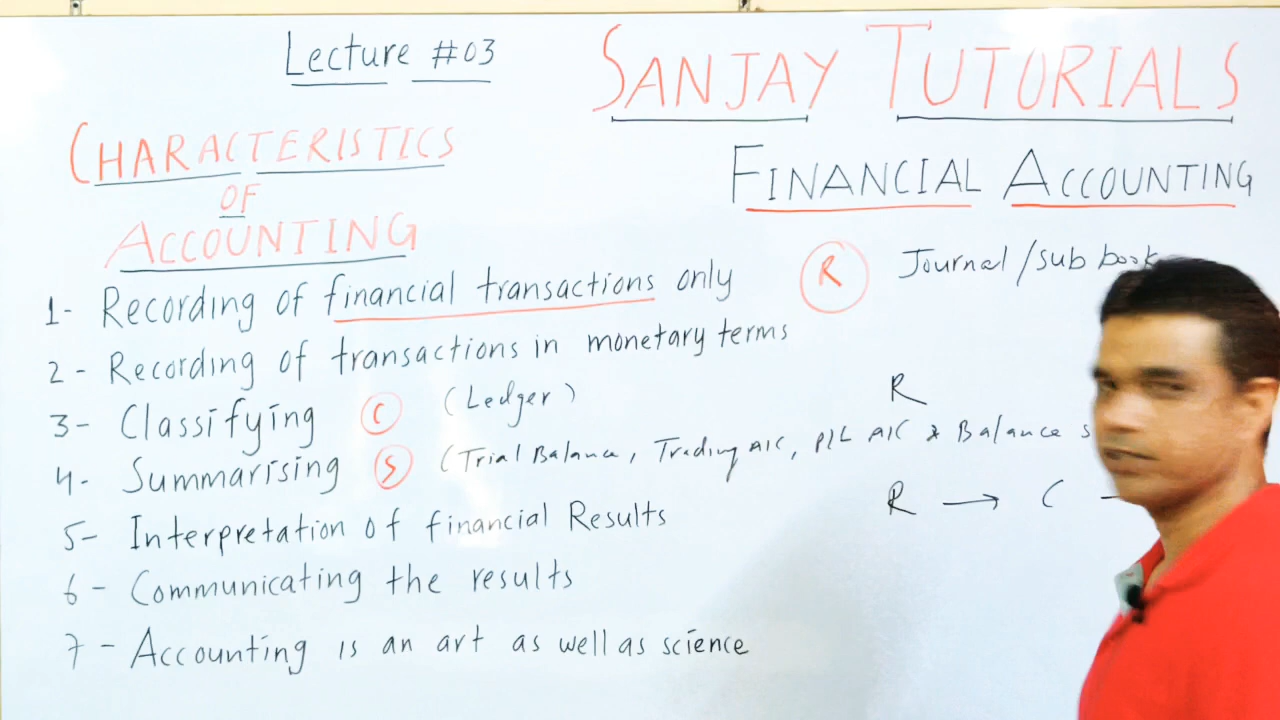 Lecture #03
SANJAY TUTORIALS
FINANCIAL ACCOUNTING
CHARACTERISTICS
OF
ACCOUNTING
1- Recording of financial transactions only
R Journal/sub book
2- Recording of transactions in monetary terms
3- Classifying C (Ledger)
R
4- Summarising S (Trial Balance, Trading A/C, P/L A/C & Balance s
R → C
5- Interpretation of financial Results
6- Communicating the results
7- Accounting is an art as well as science